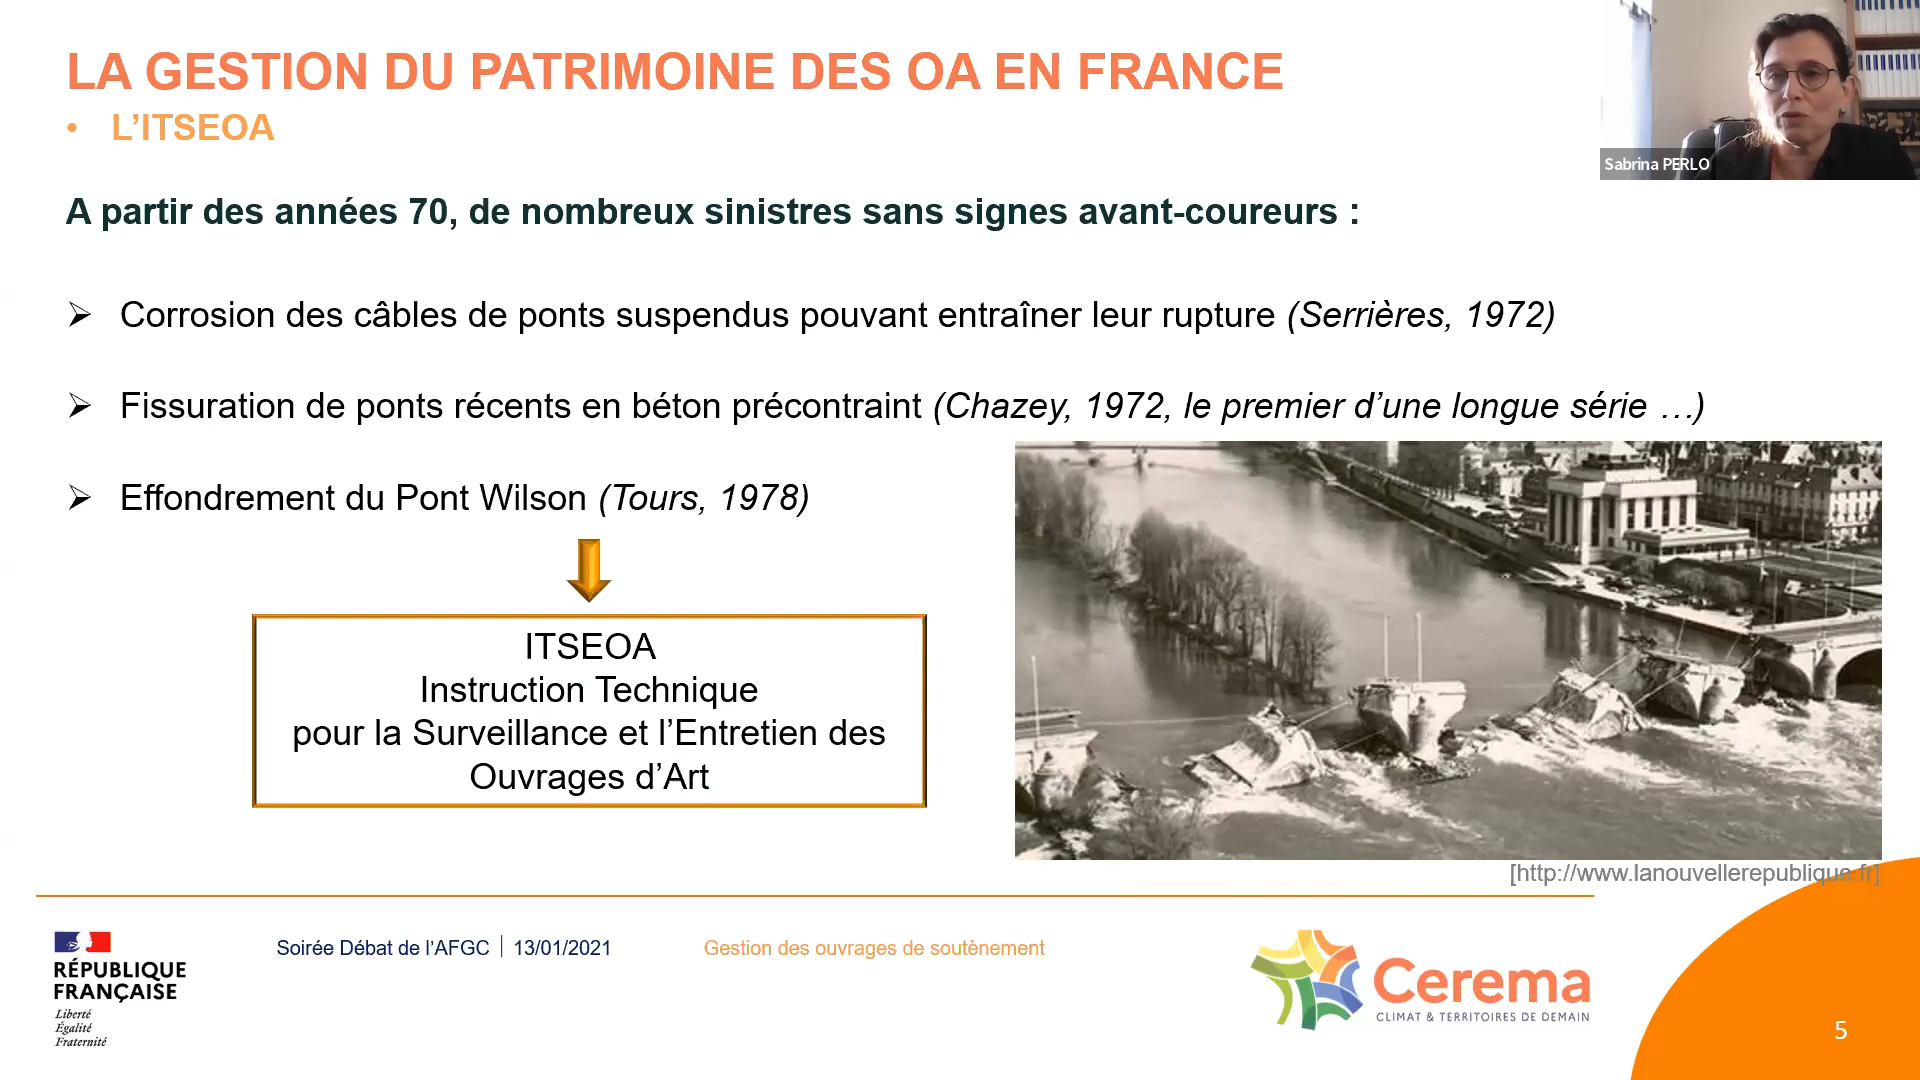 LA GESTION DU PATRIMOINE DES OA EN FRANCE
• L’ITSEOA
Sabrina PERLO
A partir des années 70, de nombreux sinistres sans signes avant-coureurs :
Corrosion des câbles de ponts suspendus pouvant entraîner leur rupture (Serrières, 1972)
Fissuration de ponts récents en béton précontraint (Chazey, 1972, le premier d’une longue série …)
Effondrement du Pont Wilson (Tours, 1978)
ITSEOA
Instruction Technique
pour la Surveillance et l’Entretien des
Ouvrages d’Art
[http://www.lanouvellerepublique.fr]
RÉPUBLIQUE
FRANÇAISE
Liberté
Égalité
Fraternité
Soirée Débat de l’AFGC | 13/01/2021
Gestion des ouvrages de soutènement
Cerema
CLIMAT & TERRITOIRES DE DEMAIN
5